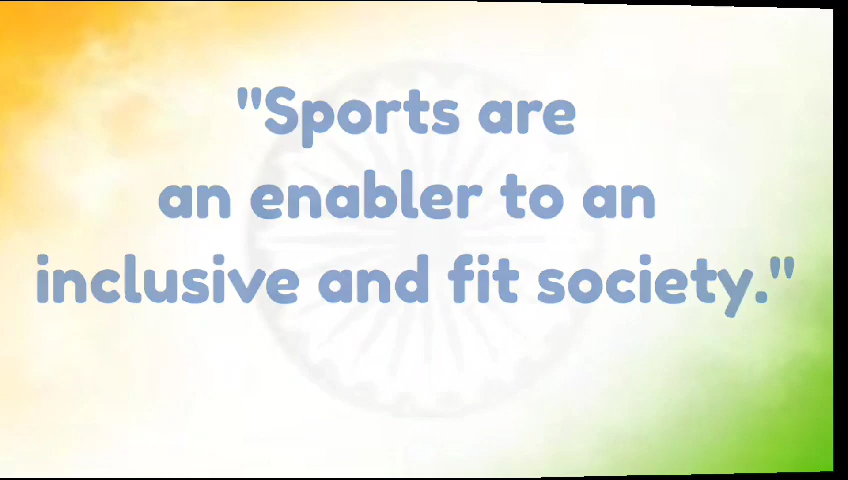 "Sports are
an enabler to an
inclusive and fit society."